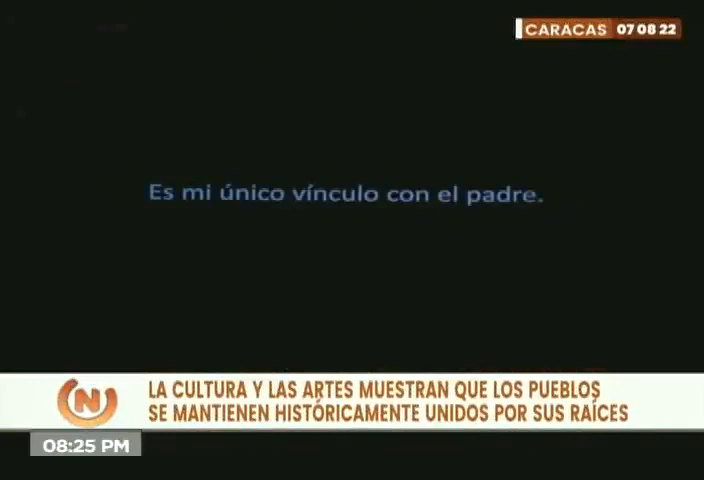 CARACAS 07 08 22
Es mi único vínculo con el padre.
N
LA CULTURA Y LAS ARTES MUESTRAN QUE LOS PUEBLOS
SE MANTIENEN HISTÓRICAMENTE UNIDOS POR SUS RAÍCES
08:25 PM